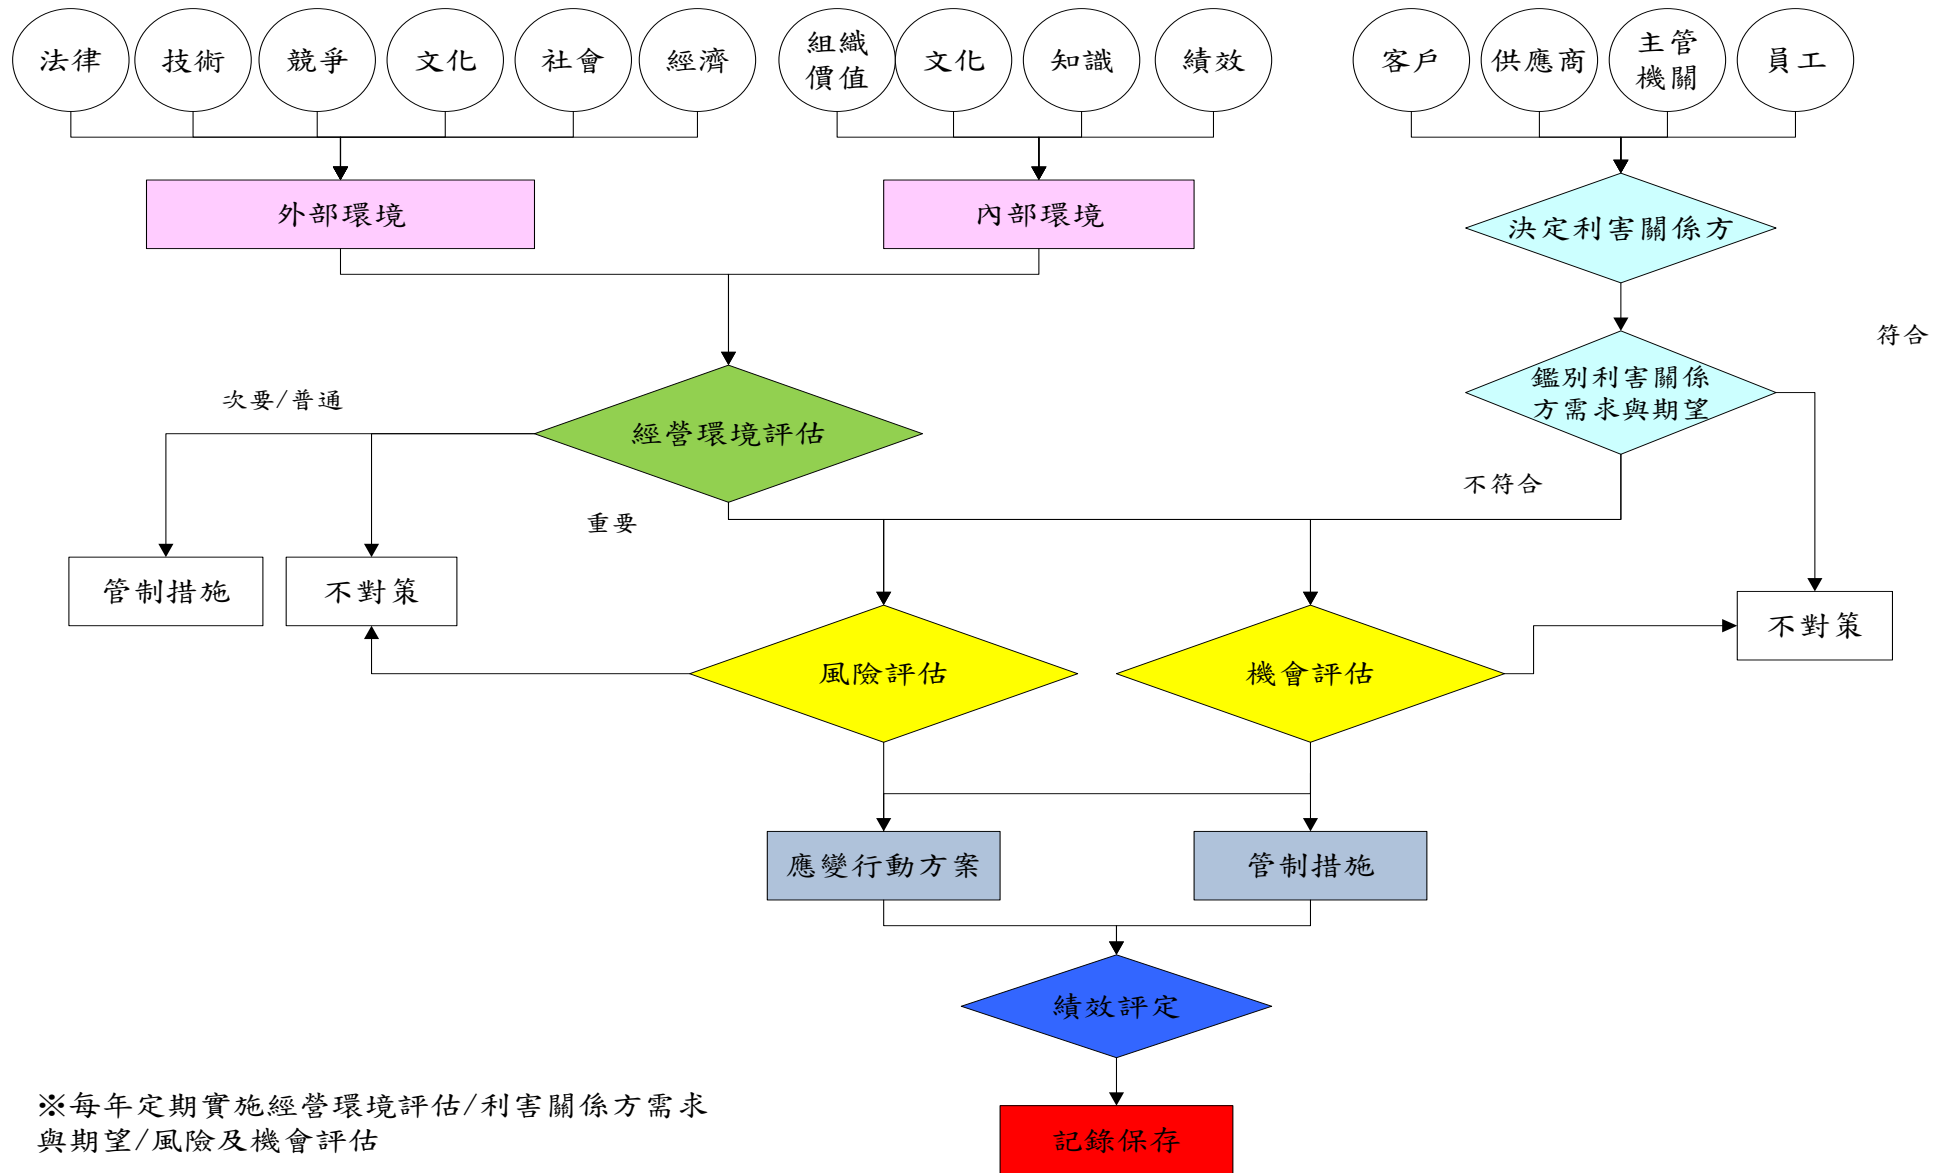 法律
技術
競爭
文化
社會
經濟
組織
價值
文化
知識
績效
客戶
供應商
主管
機關
員工
外部環境
內部環境
決定利害關係方
符合
鑑別利害關係
方需求與期望
次要/普通
經營環境評估
不符合
重要
管制措施
不對策
不對策
風險評估
機會評估
應變行動方案
管制措施
績效評定
※每年定期實施經營環境評估/利害關係方需求
與期望/風險及機會評估
記錄保存